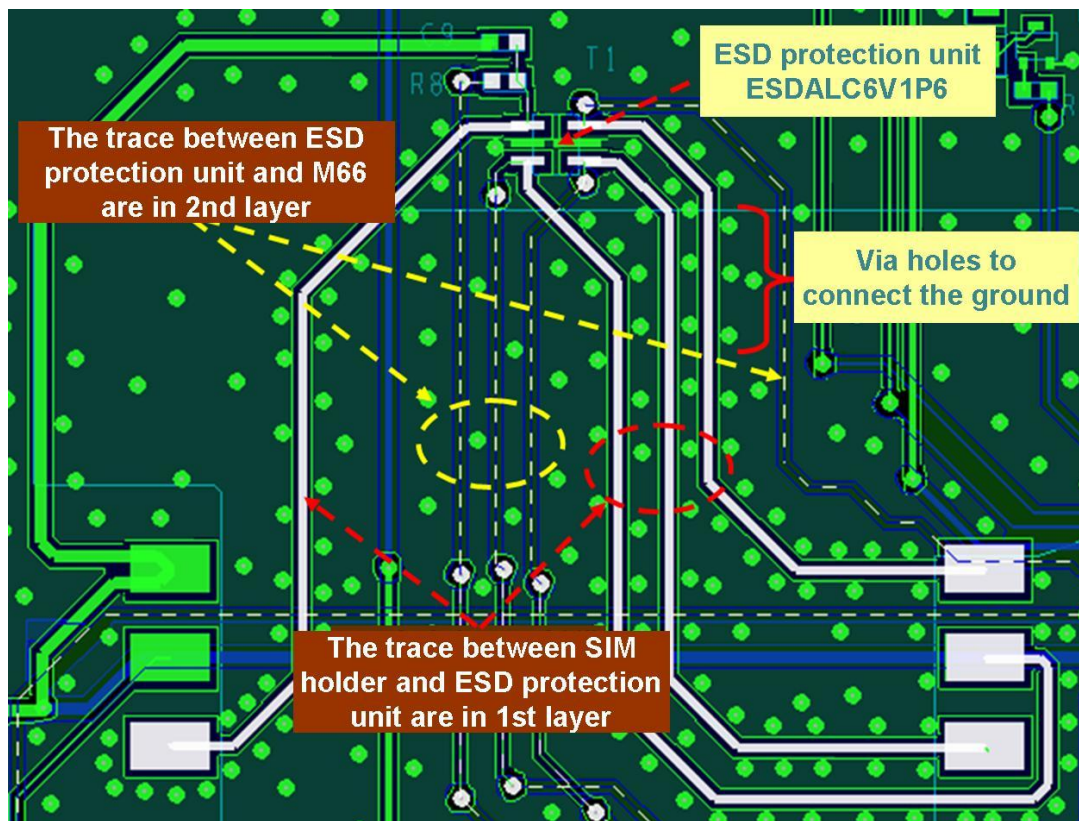 C9
R8
T1
ESD protection unit
ESDALC6V1P6
The trace between ESD
protection unit and M66
are in 2nd layer
Via holes to
connect the ground
The trace between SIM
holder and ESD protection
unit are in 1st layer